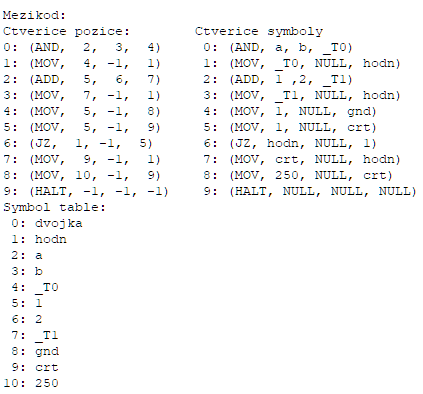 Mezikod:
Ctverice pozice:        Ctverice symboly
0: (AND,  2,  3,  4)     0: (AND, a, b, _T0)
1: (MOV,  4, -1,  1)     1: (MOV, _T0, NULL, hodn)
2: (ADD,  5,  6,  7)     2: (ADD, 1 ,2, _T1)
3: (MOV,  7, -1,  1)     3: (MOV, _T1, NULL, hodn)
4: (MOV,  5, -1,  8)     4: (MOV, 1, NULL, gnd)
5: (MOV,  5, -1,  9)     5: (MOV, 1, NULL, crt)
6: (JZ,  1, -1,  5)     6: (JZ, hodn, NULL, 1)
7: (MOV,  9, -1,  1)     7: (MOV, crt, NULL, hodn)
8: (MOV, 10, -1,  9)     8: (MOV, 250, NULL, crt)
9: (HALT, -1, -1, -1)    9: (HALT, NULL, NULL, NULL)
Symbol table:
0: dvojka
1: hodn
2: a
3: b
4: _T0
5: 1
6: 2
7: _T1
8: gnd
9: crt
10: 250